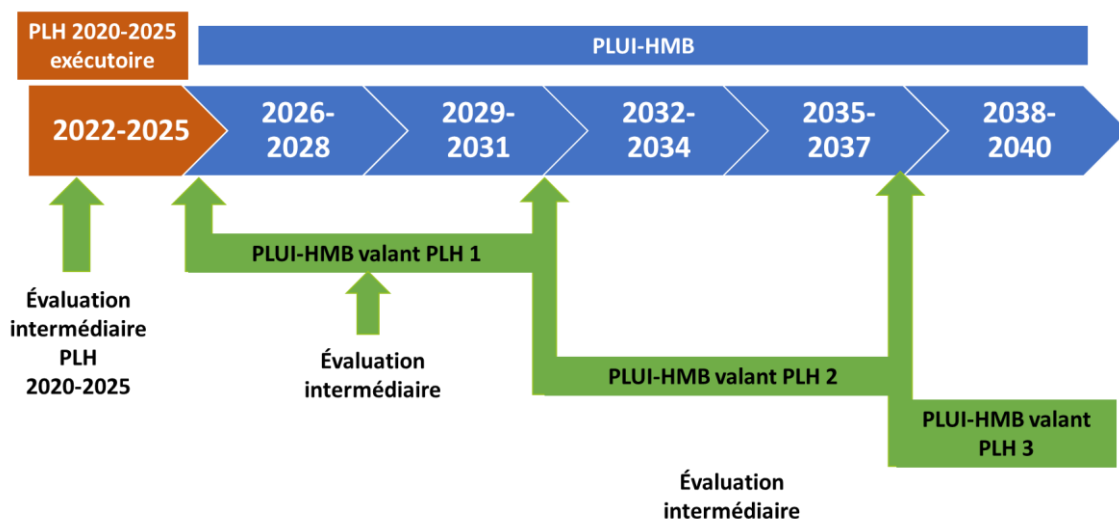 PLH 2020-2025
exécutoire
PLUI-HMB
2022-2025
2026-
2028
2029-
2031
2032-
2034
2035-
2037
2038-
2040
PLUI-HMB valant PLH 1
Évaluation
intermédiaire
PLH
2020-2025
Évaluation
intermédiaire
PLUI-HMB valant PLH 2
PLUI-HMB valant
PLH 3
Évaluation
intermédiaire